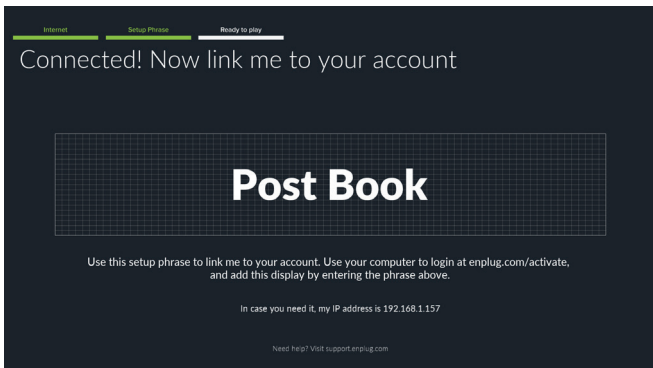 Internet
Setup Phrase
Ready to play
Connected! Now link me to your account
Post Book
Use this setup phrase to link me to your account. Use your computer to login at enplug.com/activate,
and add this display by entering the phrase above.
In case you need it, my IP address is 192.168.1.157
Need help? Visit support.enplug.com